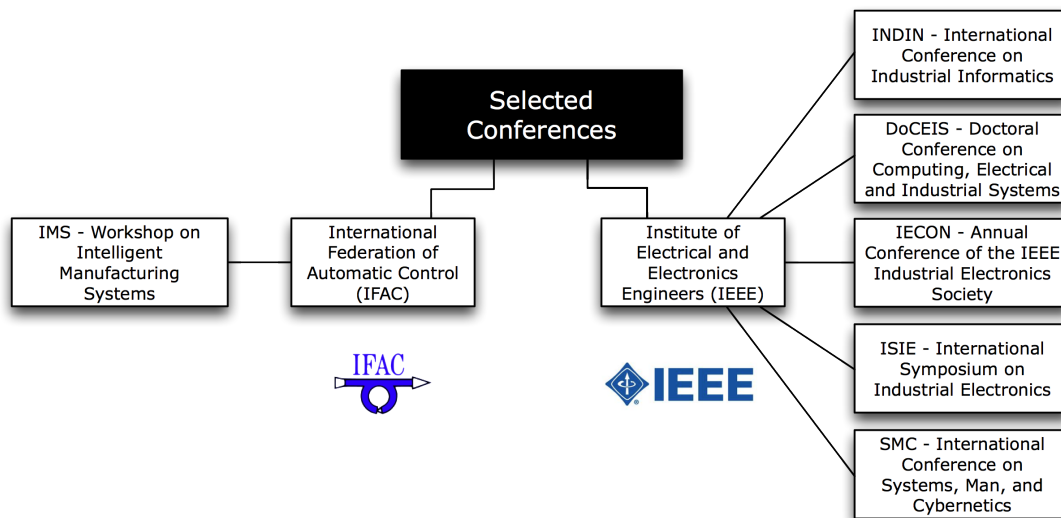 Selected
Conferences
IMS - Workshop on
Intelligent
Manufacturing
Systems
International
Federation of
Automatic Control
(IFAC)
Institute of
Electrical and
Electronics
Engineers (IEEE)
INDIN - International
Conference on
Industrial Informatics
DoCEIS - Doctoral
Conference on
Computing, Electrical
and Industrial Systems
IECON - Annual
Conference of the IEEE
Industrial Electronics
Society
ISIE - International
Symposium on
Industrial Electronics
SMC - International
Conference on
Systems, Man, and
Cybernetics
IFAC
IEEE